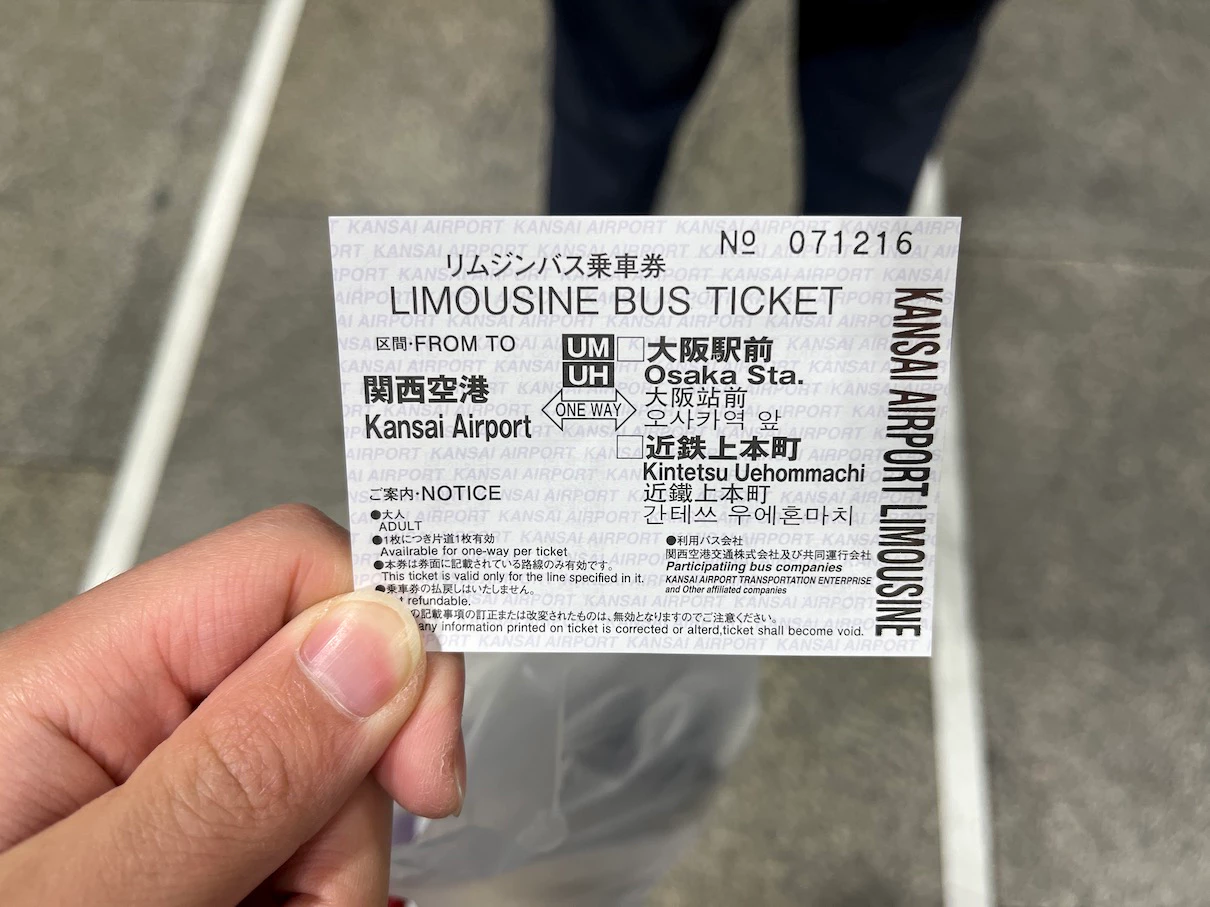 № 071216
リムジンバス乗車券
LIMOUSINE BUS TICKET
区間·FROM TO
関西空港
Kansai Airport
UM
UH
ONE WAY
大阪駅前
Osaka Sta.
大阪站前
오사카역 앞
近鉄上本町
Kintetsu Uehommachi
近鐵上本町
간테쓰 우에혼마치
ご案内·NOTICE
●大人
ADULT
●1枚につき片道1枚有効
Availrable for one-way per ticket
●本券は券面に記載されている路線のみ有効です。
This ticket is valid only for the line specified in it.
●乗車券の払戻しはいたしません。
refundable.
の記載事項の訂正または改変されたものは、無効となりますのでご注意ください。
any information printed on ticket is corrected or alterd,ticket shall become void.
●利用バス会社
関西空港交通株式会社及び共同運行会社
Participatiing bus companies
KANSAI AIRPORT TRANSPORTATION ENTERPRISE
and Other affiliated companies
KANSAI AIRPORT LIMOUSINE